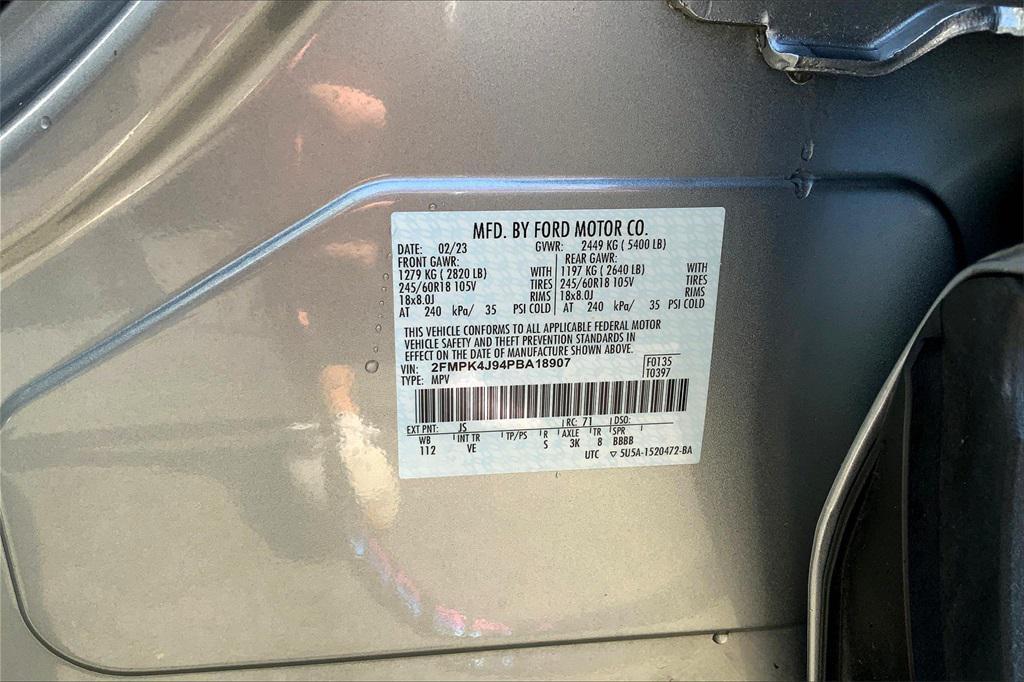 MFD. BY FORD MOTOR CO.
DATE: 02/23 GVWR: 2449 KG ( 5400 LB)
FRONT GAWR: REAR GAWR:
1279 KG ( 2820 LB) WITH 1197 KG ( 2640 LB) WITH
245/60R18 105V TIRES 245/60R18 105V TIRES
18x8.0J RIMS 18x8.0J RIMS
AT 240 kPa/ 35 PSI COLD AT 240 kPa/ 35 PSI COLD
THIS VEHICLE CONFORMS TO ALL APPLICABLE FEDERAL MOTOR
VEHICLE SAFETY AND THEFT PREVENTION STANDARDS IN
EFFECT ON THE DATE OF MANUFACTURE SHOWN ABOVE.
VIN: 2FMPK4J94PBA18907 F0135
TYPE: MPV T0397
EXT PNT: JS RC: 71 DSO:
WB INT TR TP/PS R AXLE TR SPR
112 VE S 3K 8 BBBB
UTC ▽ 5U5A-1520472-BA